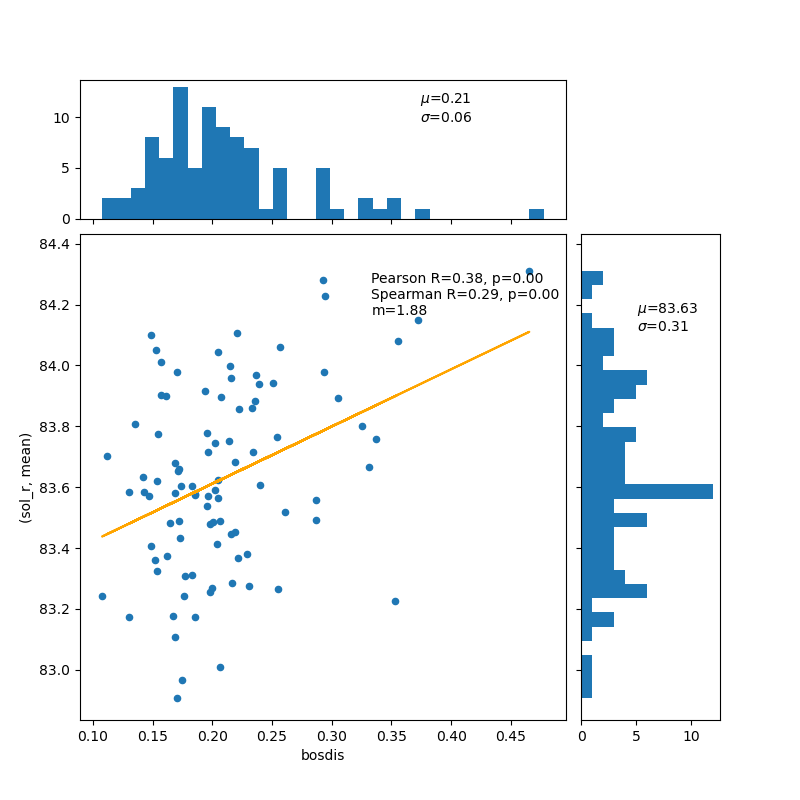 10
5
0
μ=0.21
σ=0.06
84.4
84.2
84.0
83.8
83.6
83.4
83.2
83.0
(sol_r, mean)
Pearson R=0.38, p=0.00
Spearman R=0.29, p=0.00
m=1.88
0.10 0.15 0.20 0.25 0.30 0.35 0.40 0.45
bosdis
μ=83.63
σ=0.31
0 5 10